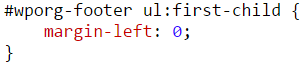 #wporg-footer ul:first-child {
    margin-left: 0;
}